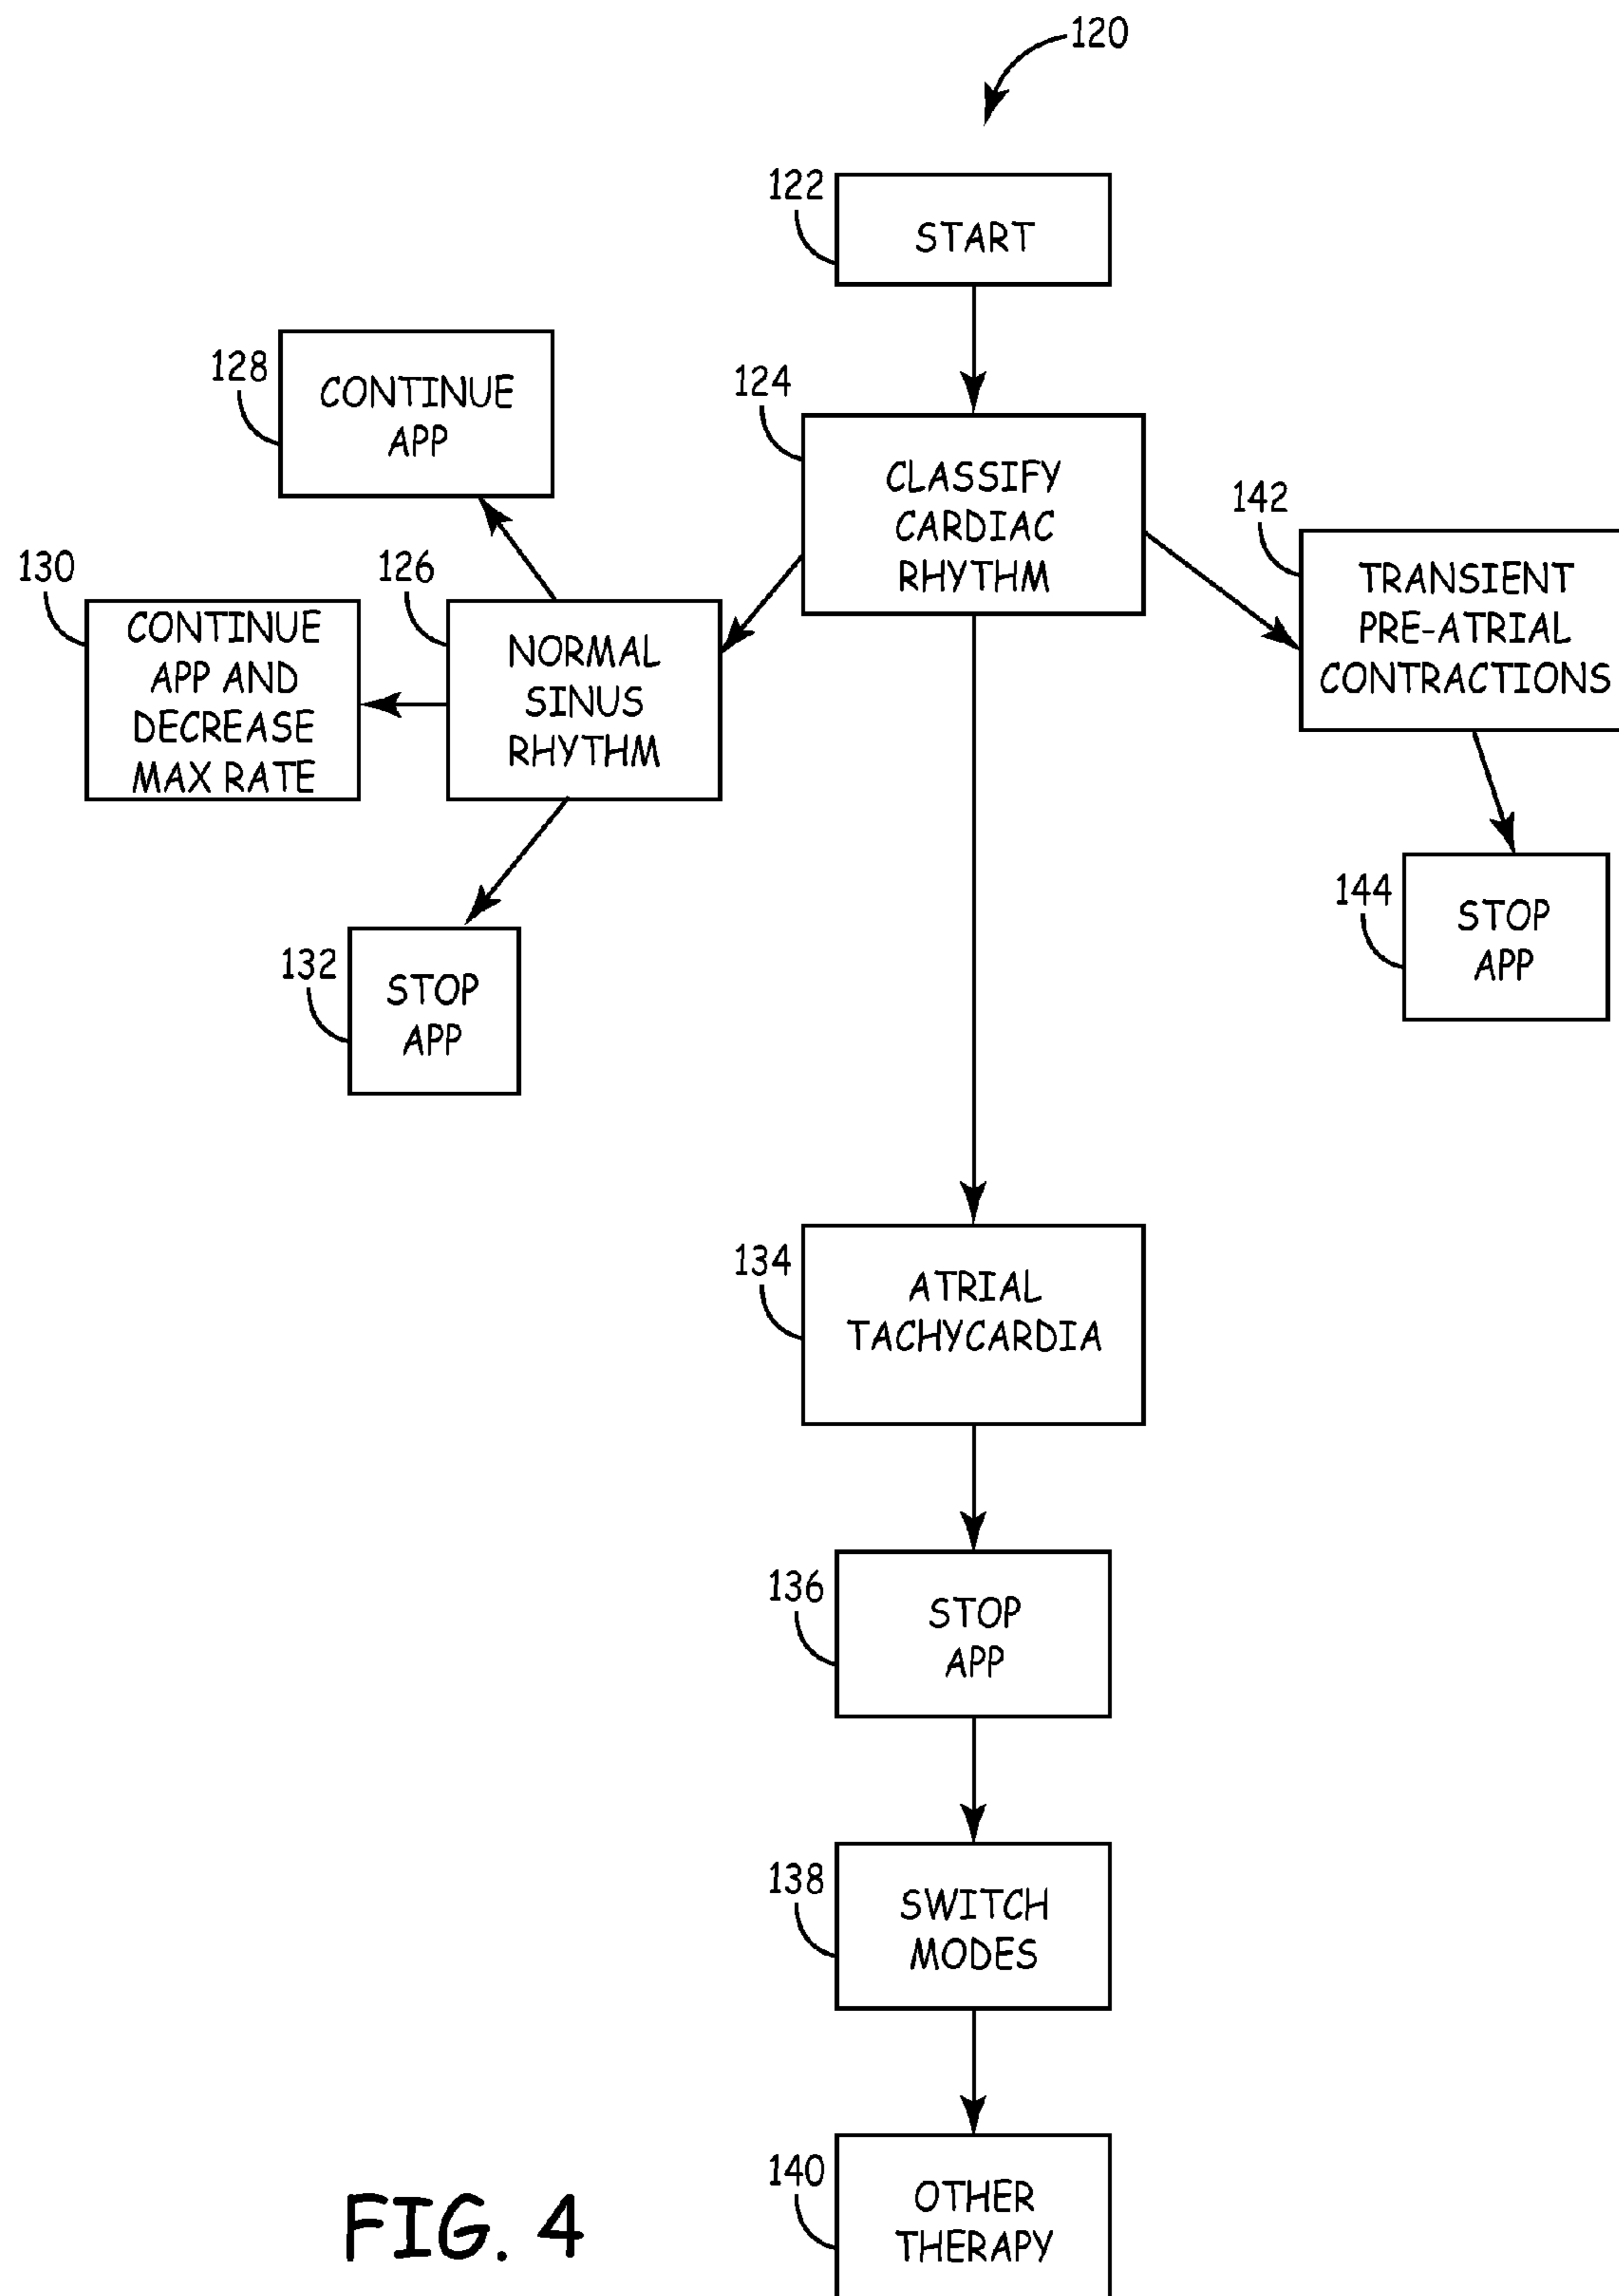 120
122
START
128
CONTINUE
APP
124
CLASSIFY
CARDIAC
RHYTHM
142
TRANSIENT
PRE-ATRIAL
CONTRACTIONS
130
CONTINUE
APP AND
DECREASE
MAX RATE
126
NORMAL
SINUS
RHYTHM
144
STOP
APP
132
STOP
APP
134
ATRIAL
TACHYCARDIA
136
STOP
APP
138
SWITCH
MODES
140
OTHER
THERAPY
FIG. 4